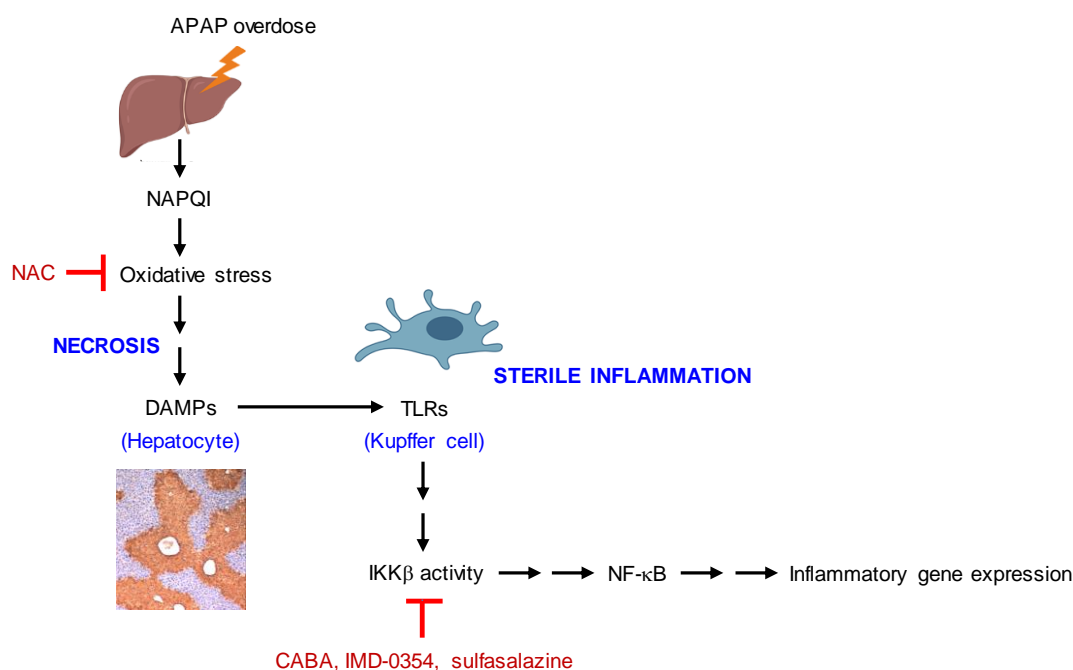 APAP overdose
NAPQI
NAC
Oxidative stress
NECROSIS
STERILE INFLAMMATION
DAMPs
TLRs
(Hepatocyte)
(Kupffer cell)
IKKβ activity
NF-κB
Inflammatory gene expression
CABA, IMD-0354, sulfasalazine